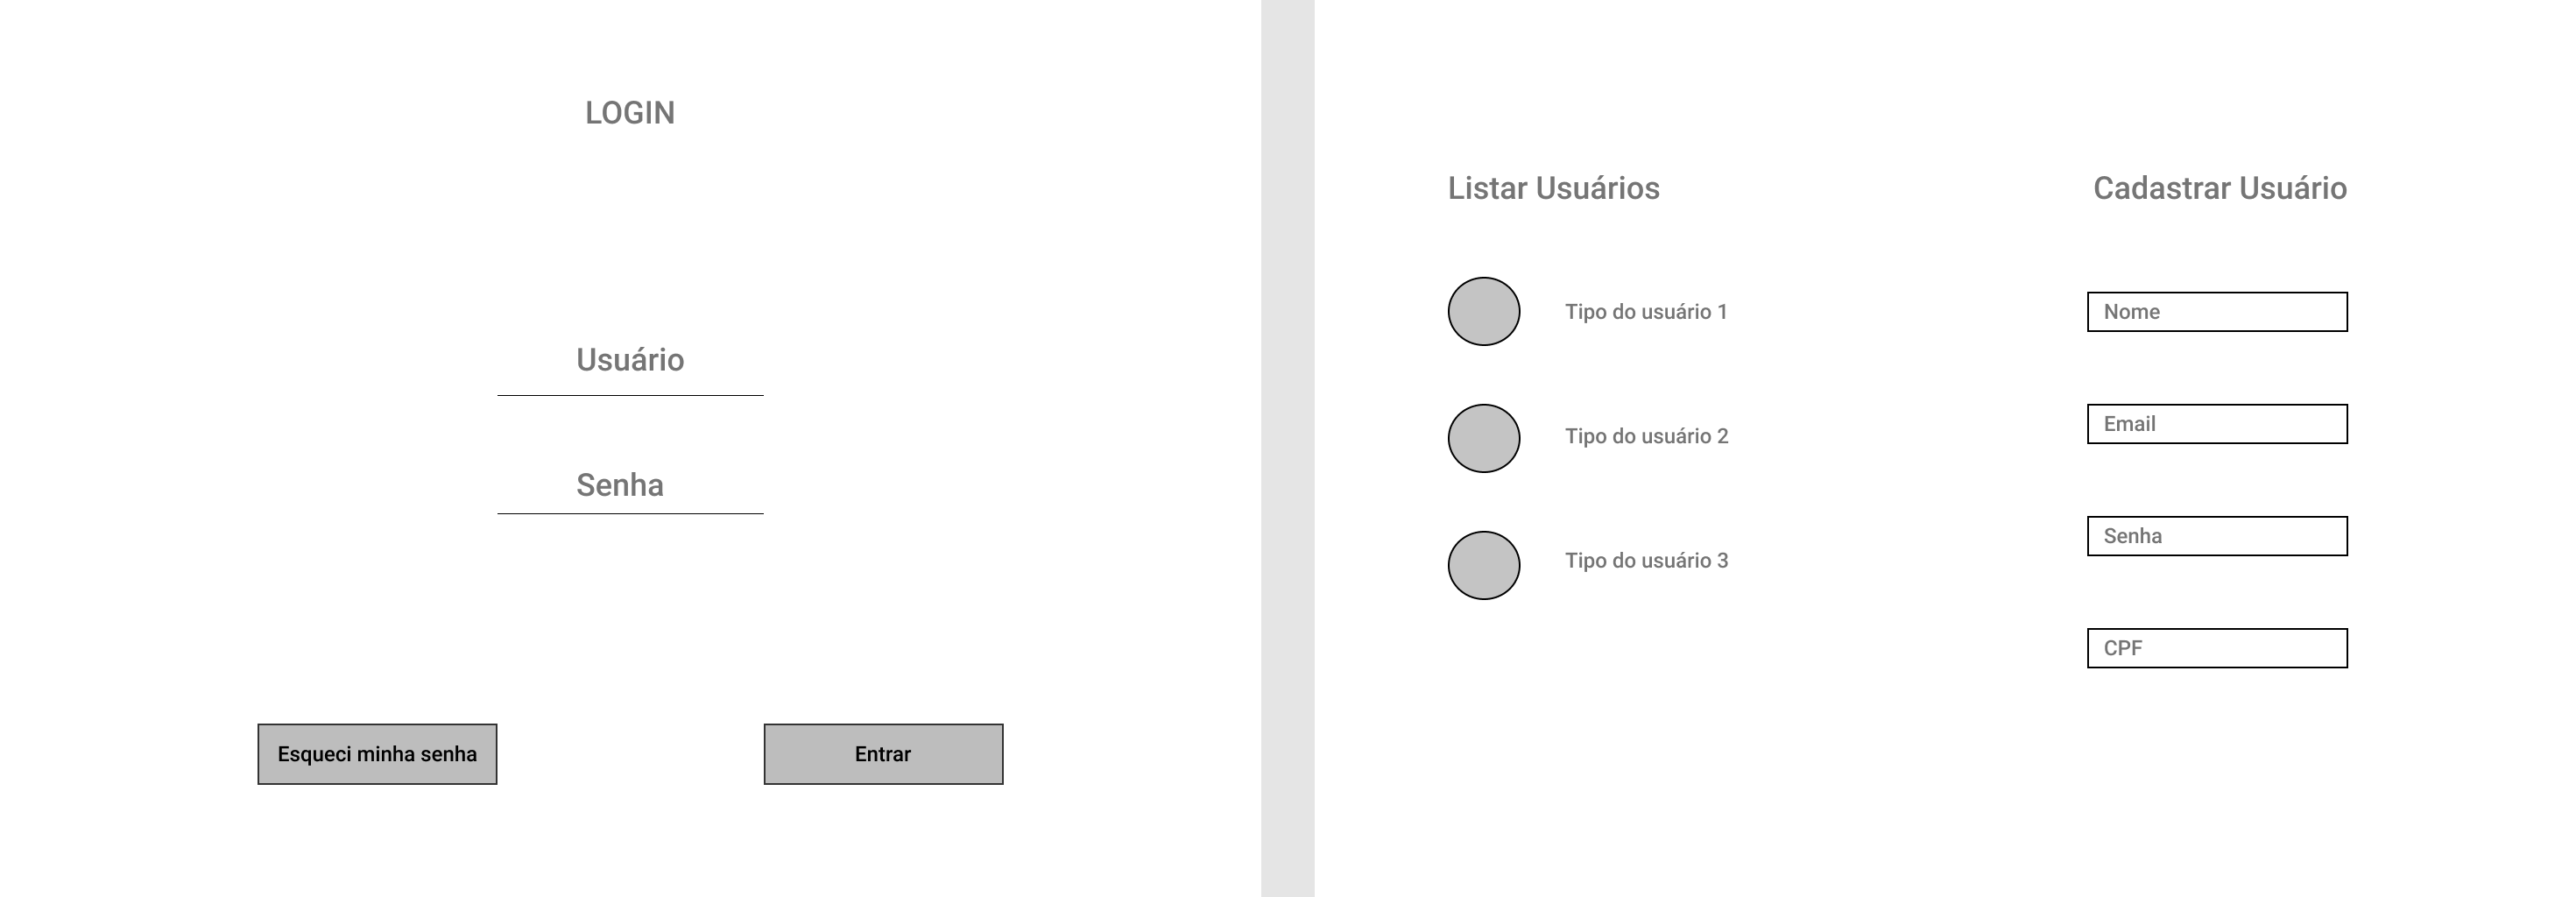 LOGIN
Usuário
Senha
Esqueci minha senha
Entrar
Listar Usuários
Tipo do usuário 1
Tipo do usuário 2
Tipo do usuário 3
Cadastrar Usuário
Nome
Email
Senha
CPF